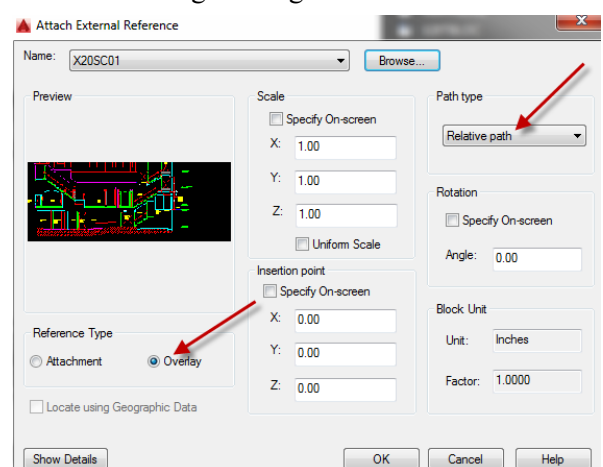 Attach External Reference
Name:
X20SC01
Browse...
Preview
Scale
Specify On-screen
X: 1.00
Y: 1.00
Z: 1.00
Uniform Scale
Path type
Relative path
Rotation
Specify On-screen
Angle: 0.00
Insertion point
Specify On-screen
X: 0.00
Y: 0.00
Z: 0.00
Block Unit
Unit: Inches
Factor: 1.0000
Reference Type
Attachment
Overlay
Locate using Geographic Data
Show Details
OK
Cancel
Help